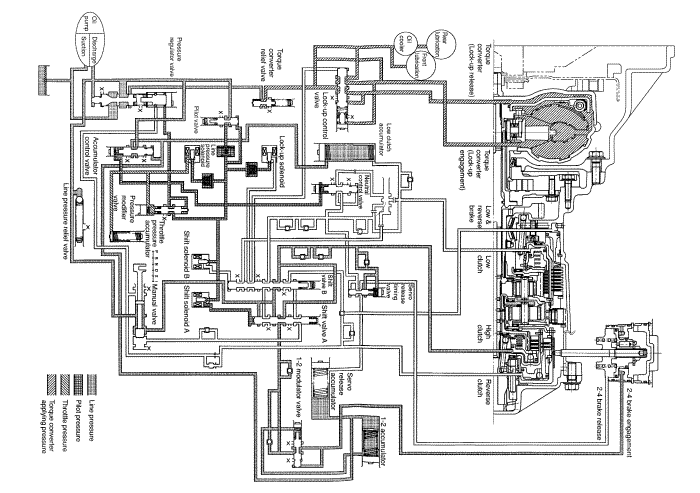 Oil
pump
Discharge
Suction
Pressure
regulator valve
Torque
converter
relief valve
Lock-up control
valve
Oil
cooler
Rear
lubrication
Front
lubrication
Torque
converter
(Lock-up release)
Pilot valve
Low clutch
accumulator
Accumulator
control valve
Line
pressure
solenoid
Lock-up solenoid
Neutral
control valve
Torque
converter
(Lock-up
engagement)
Line pressure relief valve
Pressure
modifier
valve
Throttle
pressure
accumulator
Low &
reverse
brake
Low
clutch
Shift solenoid B
Shift
valve B
Servo
release
timing
valve
Manual valve
Shift solenoid A
Shift valve A
High
clutch
1-2 modulator valve
Servo
release
accumulator
Reverse
clutch
1-2 accumulator
2-4 brake release
2-4 brake engagement
Line pressure
Pilot pressure
Throttle pressure
Torque converter
applying pressure